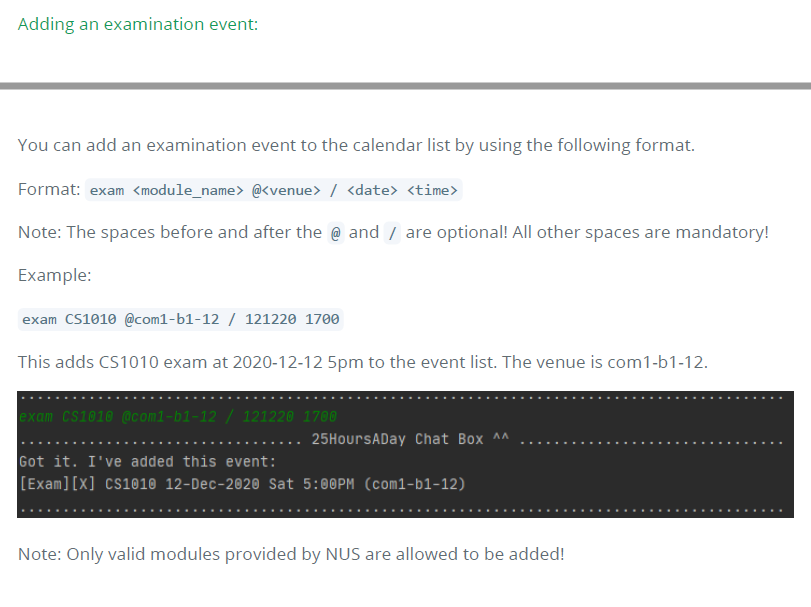 Adding an examination event:
You can add an examination event to the calendar list by using the following format.
Format: exam <module_name> @<venue> / <date> <time>
Note: The spaces before and after the @ and / are optional! All other spaces are mandatory!
Example:
exam CS1010 @com1-b1-12 / 121220 1700
This adds CS1010 exam at 2020-12-12 5pm to the event list. The venue is com1-b1-12.
exam CS1010 @com1-b1-12 / 121220 1700
25HoursADay Chat Box ^^
Got it. I've added this event:
[Exam][X] CS1010 12-Dec-2020 Sat 5:00PM (com1-b1-12)
Note: Only valid modules provided by NUS are allowed to be added!